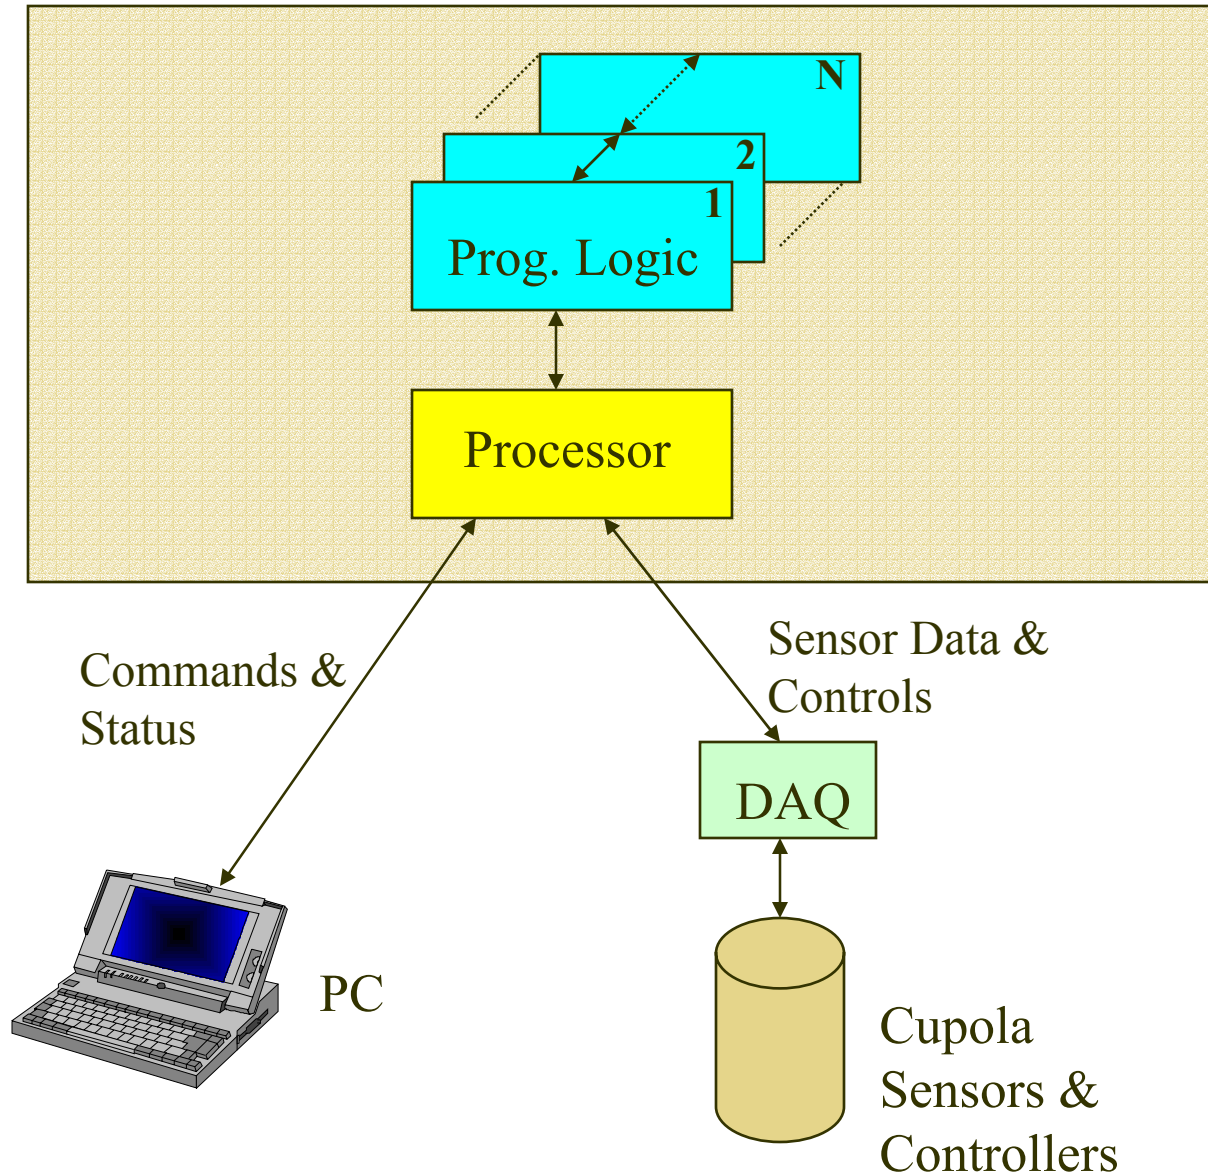 N
2
1
Prog. Logic
Processor
Commands &
Status
Sensor Data &
Controls
DAQ
PC
Cupola
Sensors &
Controllers